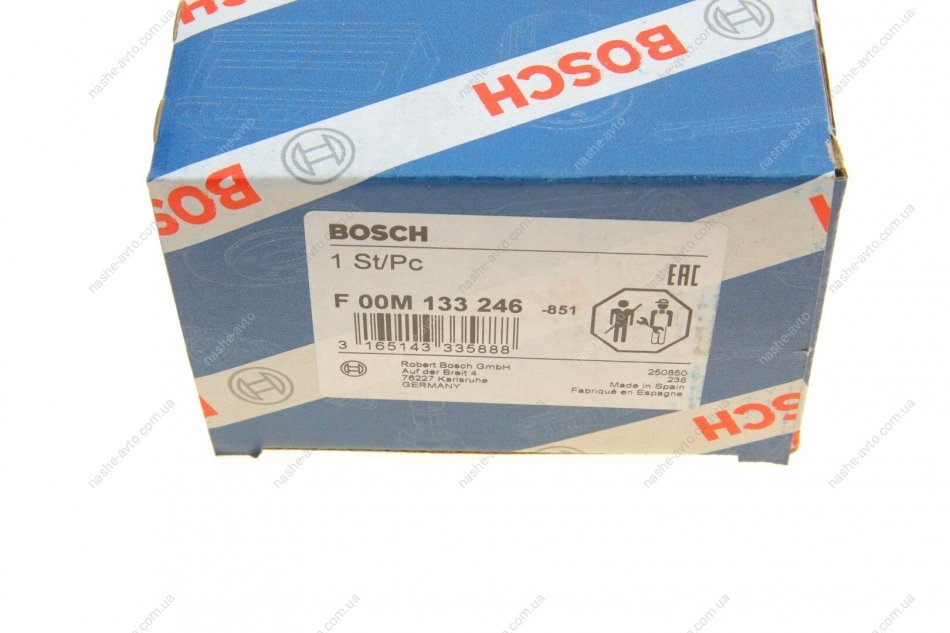 BOSCH
BOSCH
BOSCH
1 St/Pc
EAC
F 00M 133 246 -851
3 165143 335888
Robert Bosch GmbH
Auf der Breit 4
76227 Karlsruhe
GERMANY
250850
238
Made in Spain
Fabriqué en Espagne
BOSCH
nashe-avto.com.ua